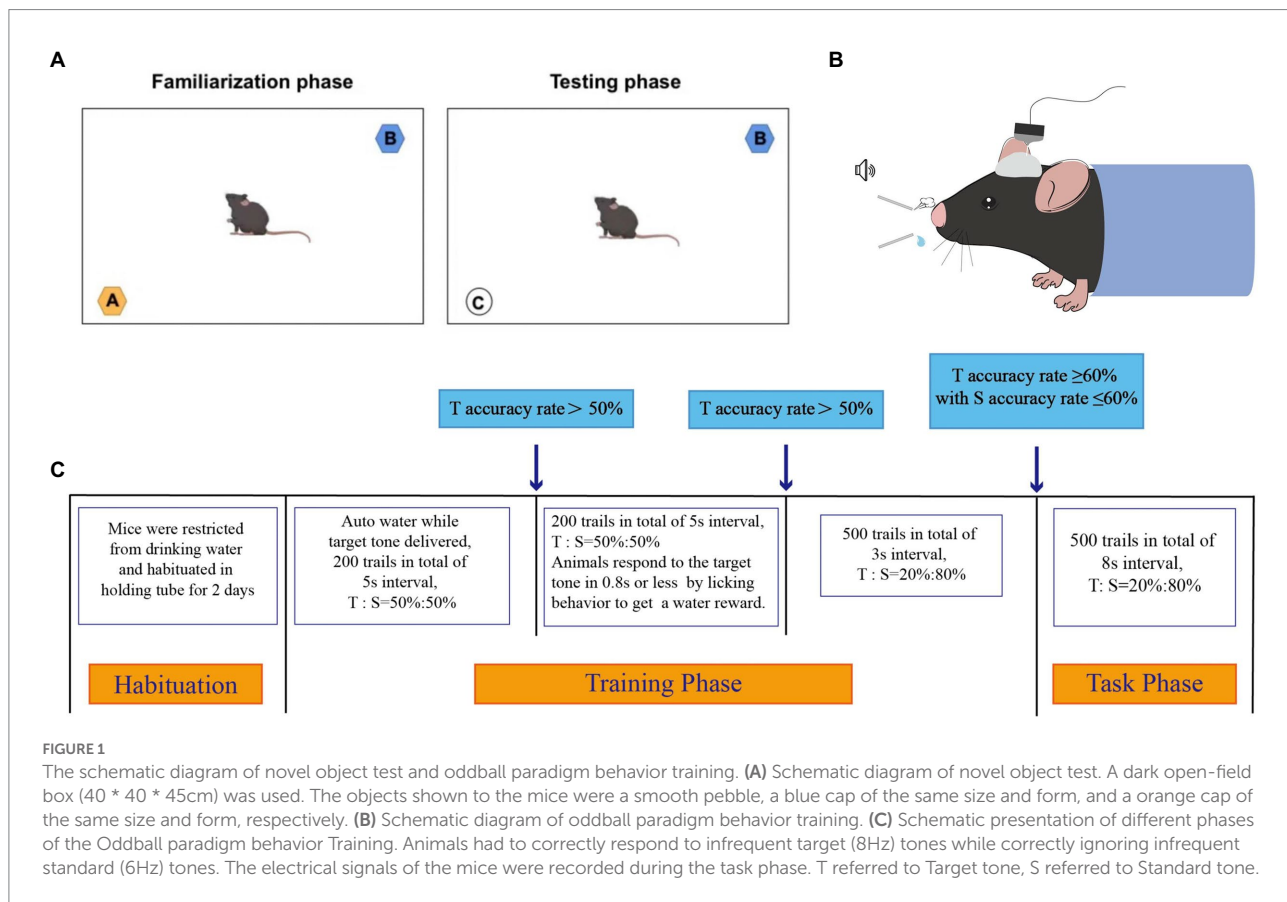 A
Familiarization phase
B
A
Testing phase
B
C
B
T accuracy rate > 50%
T accuracy rate > 50%
T accuracy rate ≥60%
with S accuracy rate ≤60%
C
Mice were restricted
from drinking water
and habituated in
holding tube for 2 days
Auto water while
target tone delivered,
200 trails in total of
5s interval,
T : S=50%:50%
200 trails in total of 5s interval,
T : S=50%:50%
Animals respond to the target
tone in 0.8s or less by licking
behavior to get a water reward.
500 trails in total of
3s interval,
T : S=20%:80%
500 trails in total of
8s interval,
T: S=20%:80%
Habituation
Training Phase
Task Phase
FIGURE 1
The schematic diagram of novel object test and oddball paradigm behavior training. (A) Schematic diagram of novel object test. A dark open-field
box (40 * 40 * 45cm) was used. The objects shown to the mice were a smooth pebble, a blue cap of the same size and form, and a orange cap of
the same size and form, respectively. (B) Schematic diagram of oddball paradigm behavior training. (C) Schematic presentation of different phases
of the Oddball paradigm behavior Training. Animals had to correctly respond to infrequent target (8Hz) tones while correctly ignoring infrequent
standard (6Hz) tones. The electrical signals of the mice were recorded during the task phase. T referred to Target tone, S referred to Standard tone.